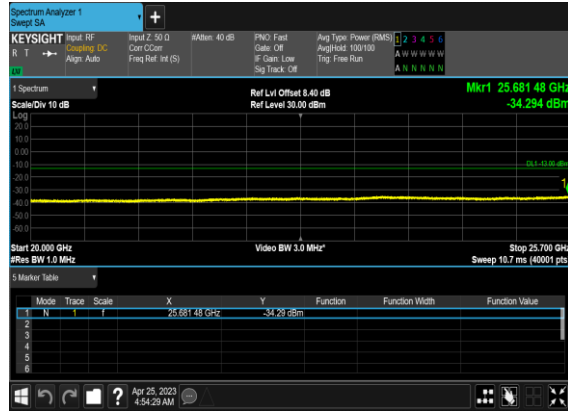 Spectrum Analyzer 1
Swept SA
+
KEYSIGHT Input: RF Input Z: 50 Ω #Atten: 40 dB PNO: Fast Avg Type: Power (RMS) 1 2 3 4 5 6
R T Coupling: DC Corr CCorr Gate: Off Avg|Hold: 100/100 A W W W W W
Align: Auto Freq Ref: Int (S) IF Gain: Low Trig: Free Run
Sig Track: Off A N N N N N
1 Spectrum Ref Lvl Offset 8.40 dB Mkr1 25.681 48 GHz
Scale/Div 10 dB Ref Level 30.00 dBm -34.294 dBm
Log
20.0
10.0
0.00
-10.0
DL1 -13.00 dBm
-20.0
1
-30.0
-40.0
-50.0
-60.0
Start 20.000 GHz Video BW 3.0 MHz* Stop 25.700 GHz
#Res BW 1.0 MHz Sweep 10.7 ms (40001 pts
5 Marker Table
Mode Trace Scale X Y Function Function Width Function Value
1 N 1 f 25.681 48 GHz -34.29 dBm
2
3
4
5
6
? Apr 25, 2023
4:54:29 AM